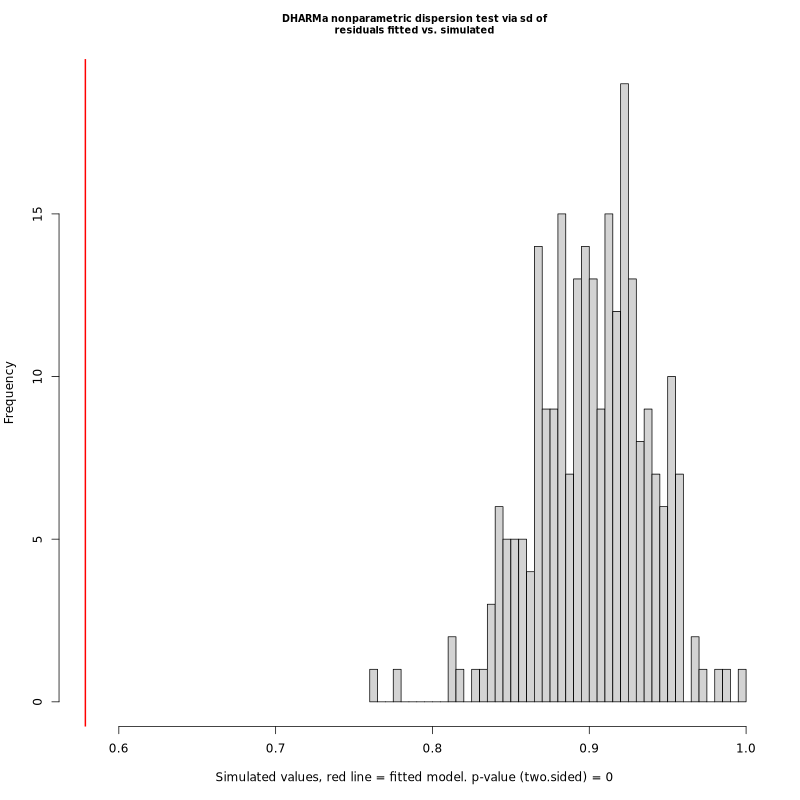 DHARMa nonparametric dispersion test via sd of
residuals fitted vs. simulated
Frequency
15
10
5
0
0.6 0.7 0.8 0.9 1.0
Simulated values, red line = fitted model. p-value (two.sided) = 0